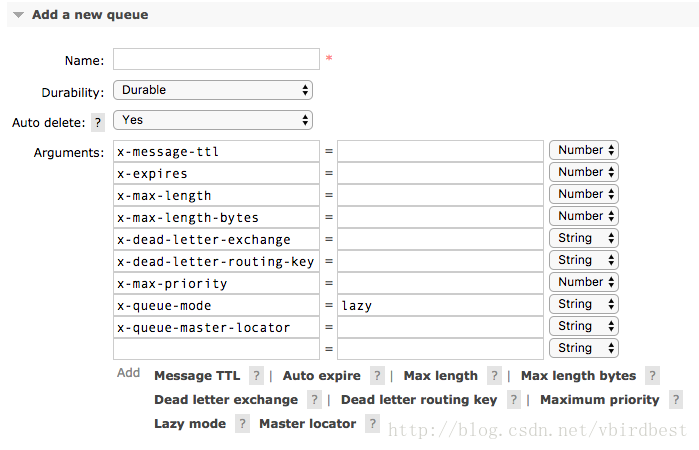 Add a new queue
Name: *
Durability: Durable
Auto delete: ? Yes
Arguments: x-message-ttl = Number
x-expires = Number
x-max-length = Number
x-max-length-bytes = Number
x-dead-letter-exchange = String
x-dead-letter-routing-key = String
x-max-priority = Number
x-queue-mode = lazy String
x-queue-master-locator = String
= String
Add Message TTL ? | Auto expire ? | Max length ? | Max length bytes ?
Dead letter exchange ? | Dead letter routing key ? | Maximum priority ?
Lazy mode ? Master locator ?
http://blog.csdn.net/vbirdbest